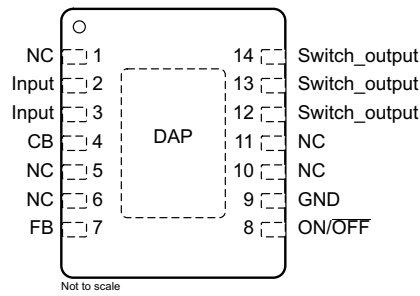 NC 1 14 Switch_output
Input 2 13 Switch_output
Input 3 12 Switch_output
CB 4 DAP 11 NC
NC 5 10 NC
NC 6 9 GND
FB 7 8 ON/OFF
Not to scale